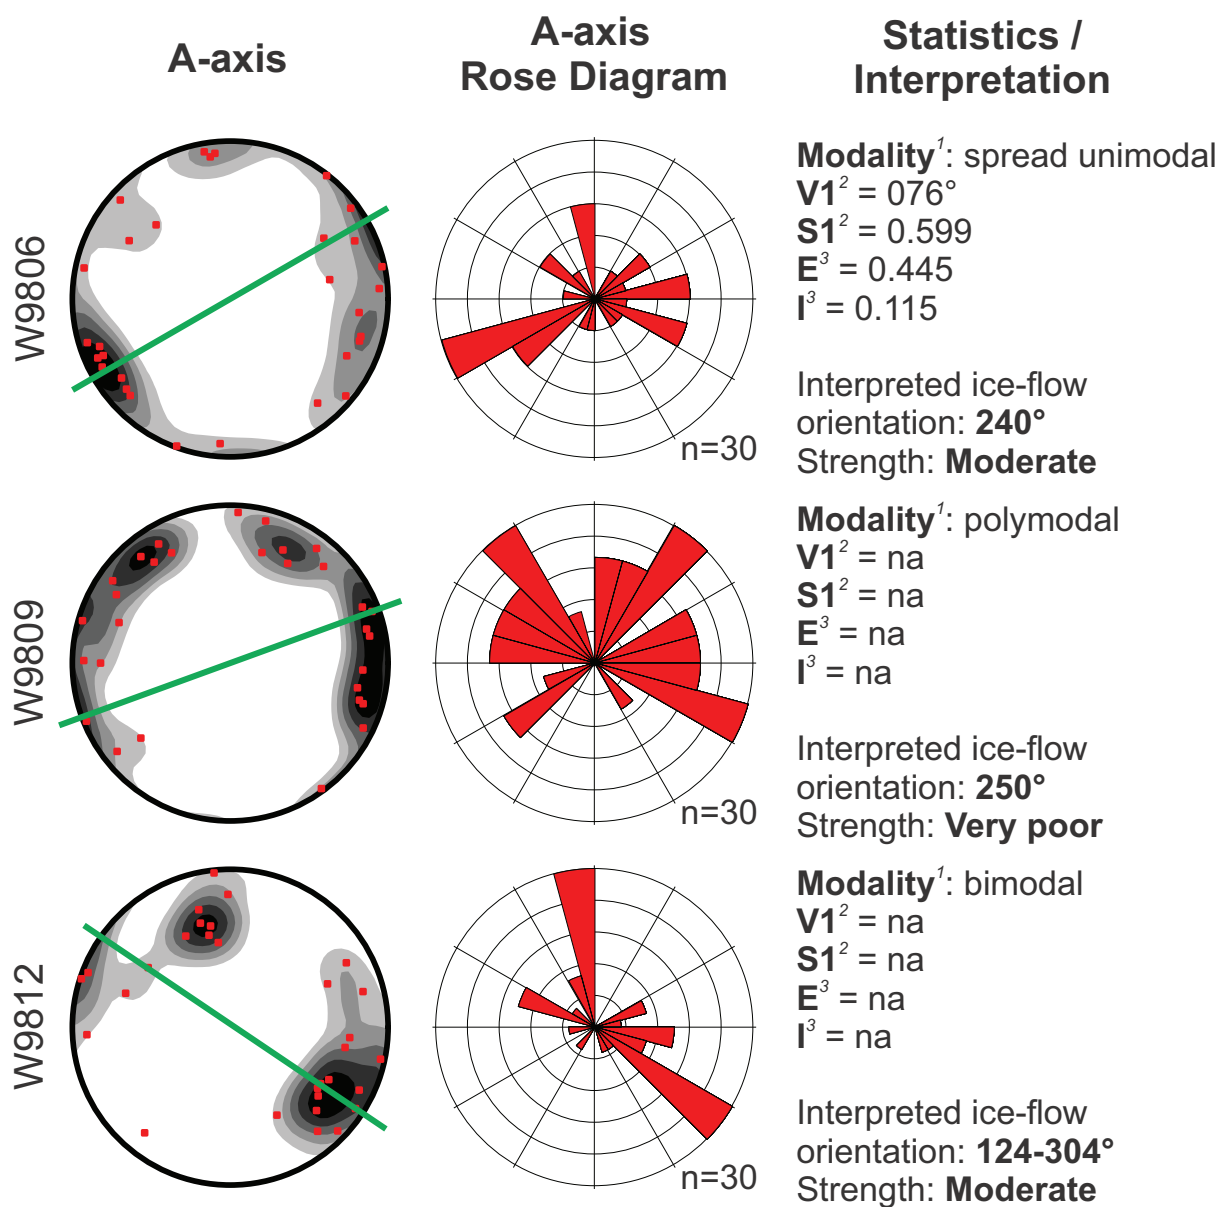 A-axis
A-axis
Rose Diagram
Statistics /
Interpretation
W9806
n=30
Modality¹: spread unimodal
V1² = 076°
S1² = 0.599
E³ = 0.445
I³ = 0.115
Interpreted ice-flow
orientation: 240°
Strength: Moderate
W9809
n=30
Modality¹: polymodal
V1² = na
S1² = na
E³ = na
I³ = na
Interpreted ice-flow
orientation: 250°
Strength: Very poor
W9812
n=30
Modality¹: bimodal
V1² = na
S1² = na
E³ = na
I³ = na
Interpreted ice-flow
orientation: 124-304°
Strength: Moderate